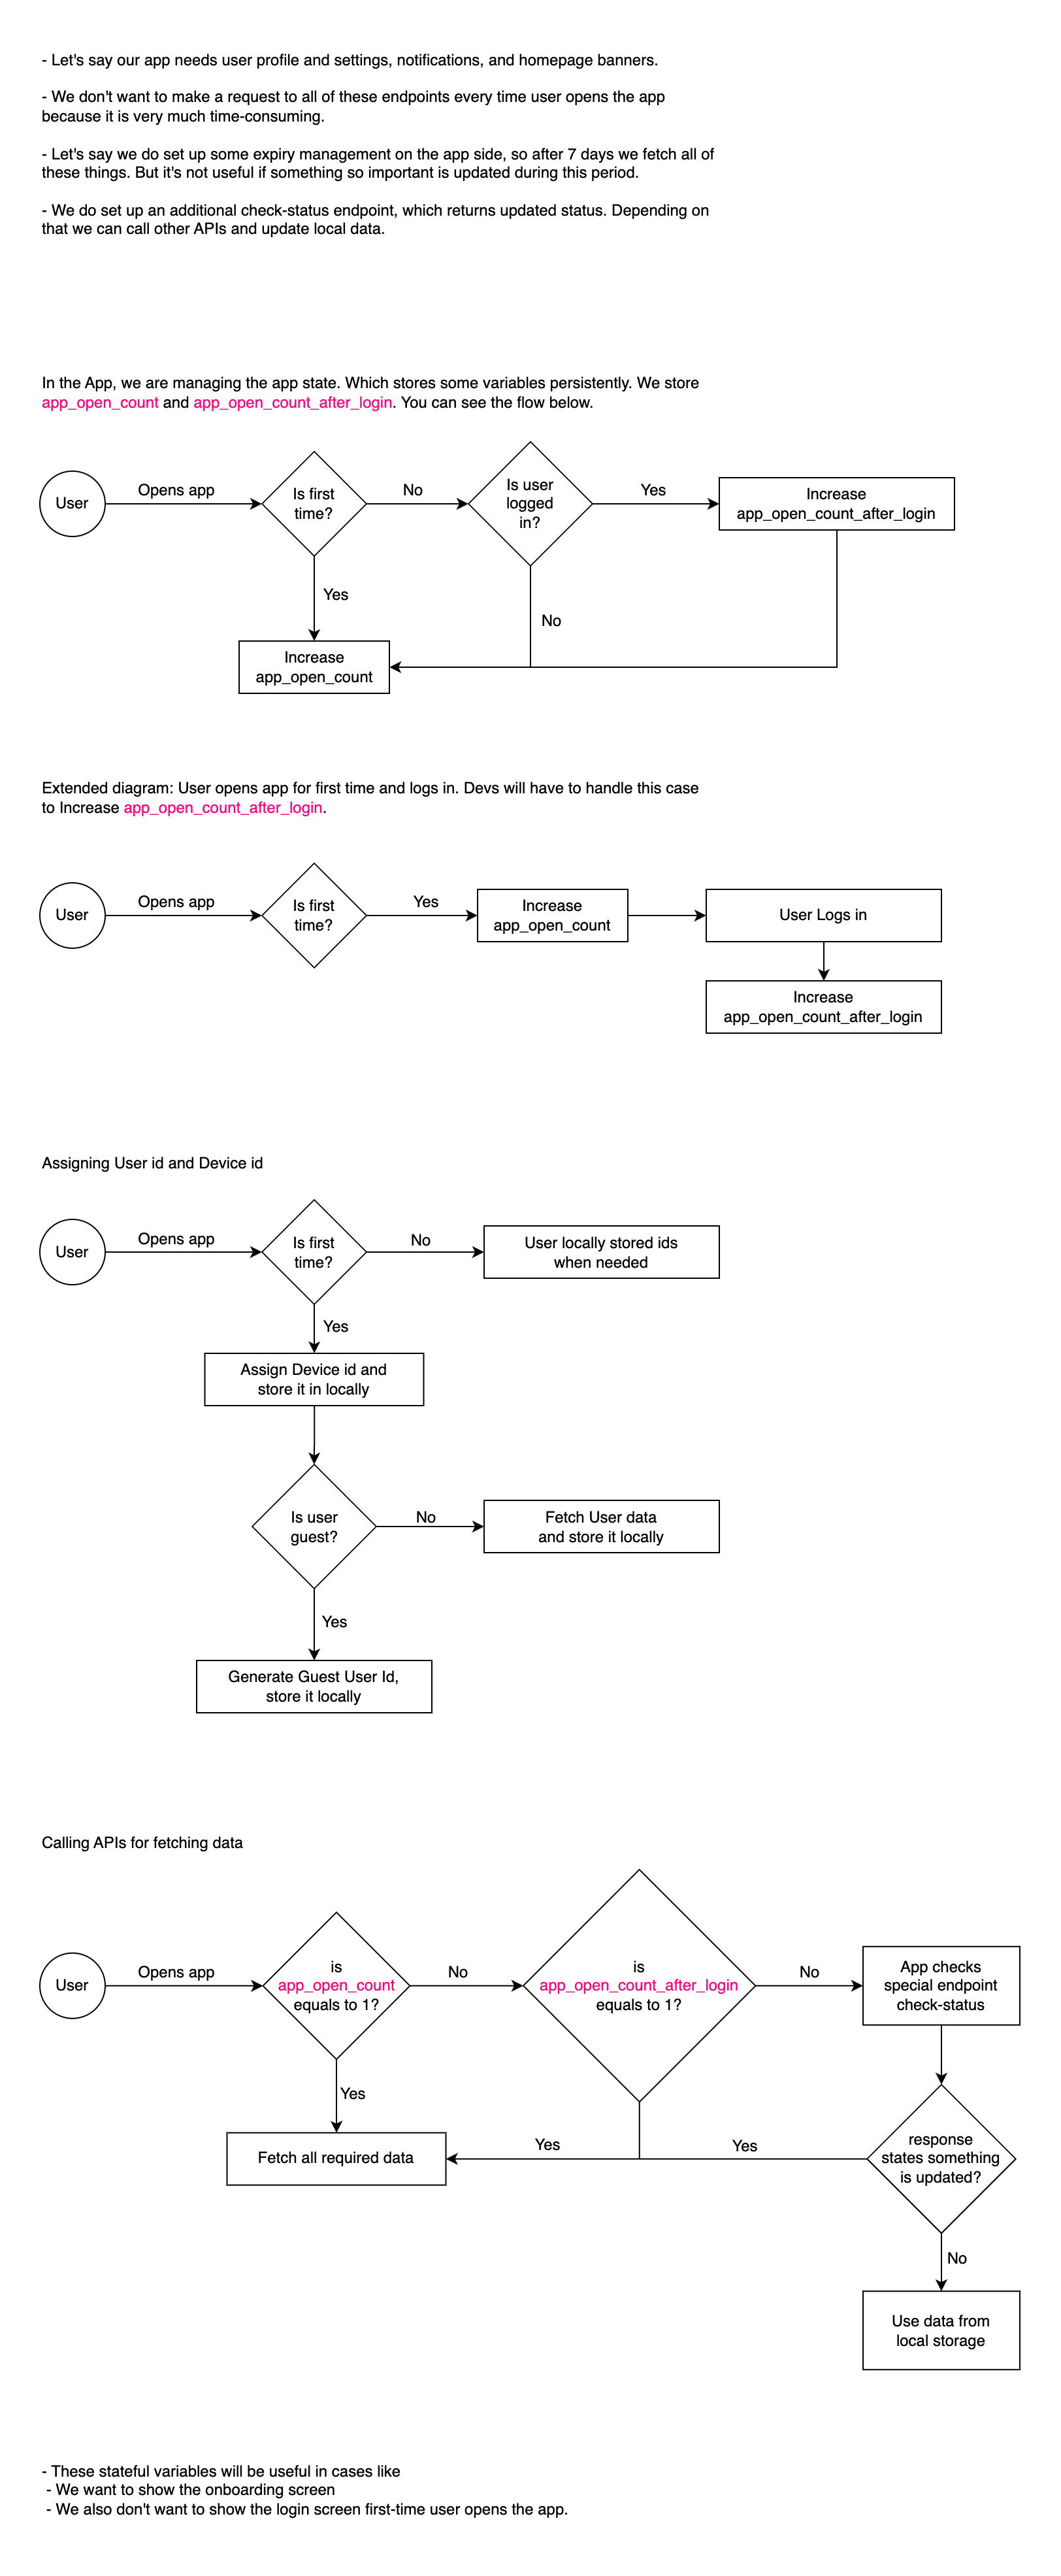 - Let's say our app needs user profile and settings, notifications, and homepage banners.
- We don't want to make a request to all of these endpoints every time user opens the app
because it is very much time-consuming.
- Let's say we do set up some expiry management on the app side, so after 7 days we fetch all of
these things. But it's not useful if something so important is updated during this period.
- We do set up an additional check-status endpoint, which returns updated status. Depending on
that we can call other APIs and update local data.
In the App, we are managing the app state. Which stores some variables persistently. We store
app_open_count and app_open_count_after_login. You can see the flow below.
User
Opens app
Is first
time?
No
Is user
logged
in?
Yes
Increase
app_open_count_after_login
Yes
No
Increase
app_open_count
Extended diagram: User opens app for first time and logs in. Devs will have to handle this case
to Increase app_open_count_after_login.
User
Opens app
Is first
time?
Yes
Increase
app_open_count
User Logs in
Increase
app_open_count_after_login
Assigning User id and Device id
User
Opens app
Is first
time?
No
User locally stored ids
when needed
Yes
Assign Device id and
store it in locally
Is user
guest?
No
Fetch User data
and store it locally
Yes
Generate Guest User Id,
store it locally
Calling APIs for fetching data
User
Opens app
is
app_open_count
equals to 1?
No
is
app_open_count_after_login
equals to 1?
No
App checks
special endpoint
check-status
Yes
Fetch all required data
Yes
Yes
response
states something
is updated?
No
Use data from
local storage
- These stateful variables will be useful in cases like
- We want to show the onboarding screen
- We also don't want to show the login screen first-time user opens the app.